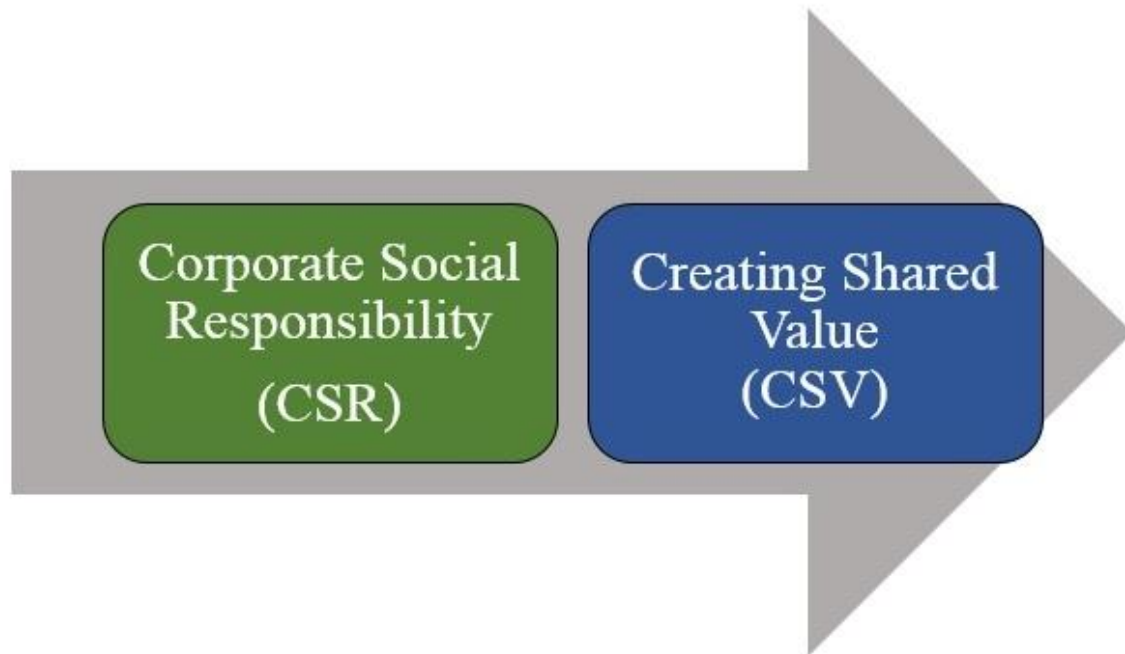 Corporate Social
Responsibility
(CSR)
Creating Shared
Value
(CSV)